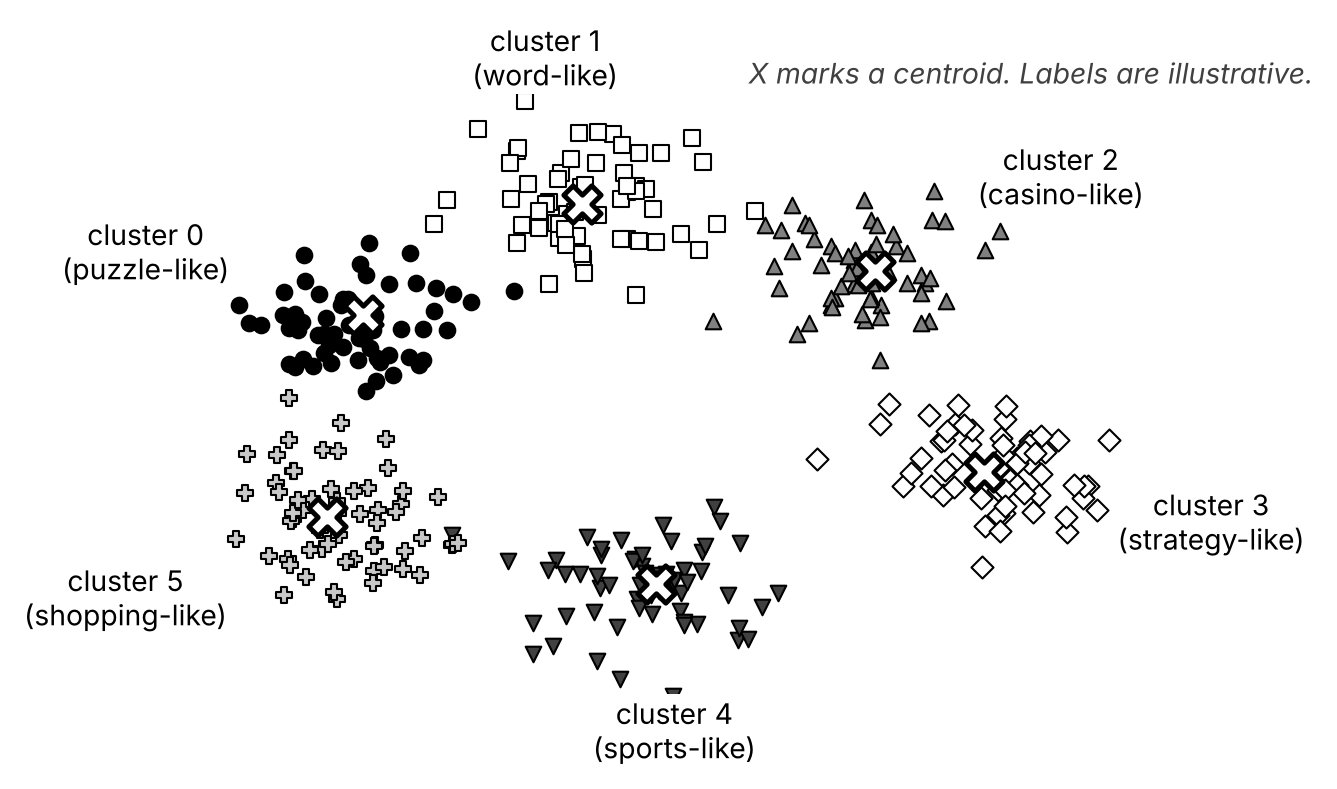 cluster 1
(word-like)
X marks a centroid. Labels are illustrative.
cluster 2
(casino-like)
cluster 0
(puzzle-like)
cluster 3
(strategy-like)
cluster 5
(shopping-like)
cluster 4
(sports-like)